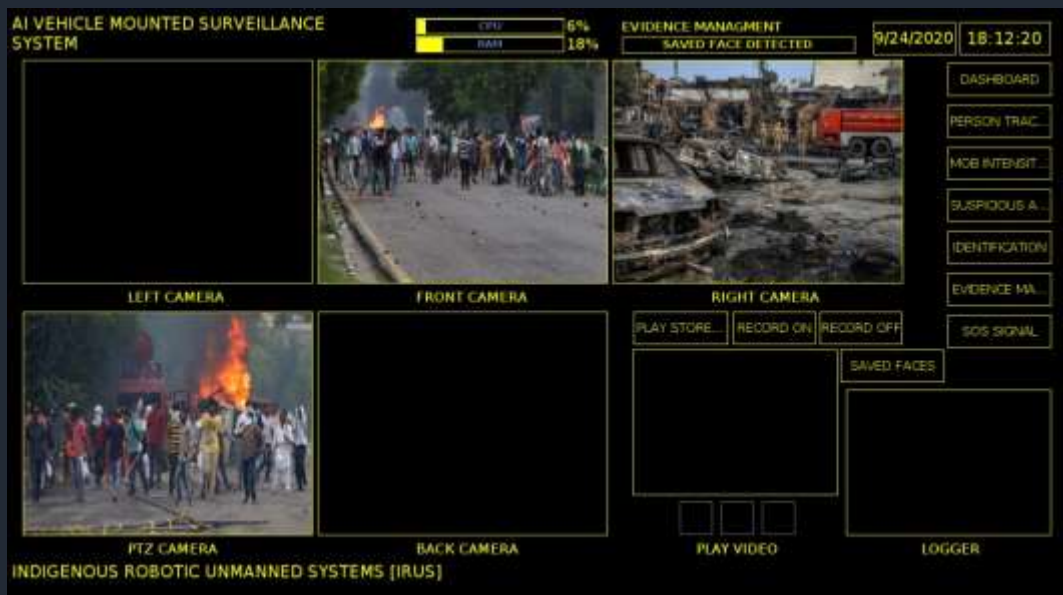 AI VEHICLE MOUNTED SURVEILLANCE
SYSTEM
CPU
6%
RAM
18%
EVIDENCE MANAGMENT
SAVED FACE DETECTED
9/24/2020
18:12:20
DASHBOARD
PERSON TRAC...
MOB INTENSIT...
SUSPICIOUS A...
IDENTIFICATION
EVIDENCE MA...
SOS SIGNAL
LEFT CAMERA
FRONT CAMERA
RIGHT CAMERA
PLAY STORE...
RECORD ON
RECORD OFF
SAVED FACES
PTZ CAMERA
BACK CAMERA
PLAY VIDEO
LOGGER
INDIGENOUS ROBOTIC UNMANNED SYSTEMS [IRUS]